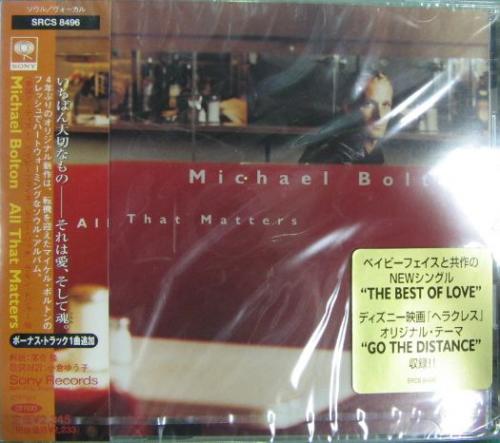 ソウル/ヴォーカル
SRCS 8496
SONY
いちばん大切なもの——それは愛、そして魂。
4年ぶりのオリジナル新作は、転機を迎えたマイケル・ボルトンの
フレッシュでハートウォーミングなソウル・アルバム。
Michael Bolton All That Matters
ボーナス・トラック1曲追加
Sony Records
Michael Bolt
All That Matters
ベイビーフェイスと共作の
NEWシングル
"THE BEST OF LOVE"
ディズニー映画「ヘラクレス」
オリジナル・テーマ
"GO THE DISTANCE"
収録!!
SRCS 8496